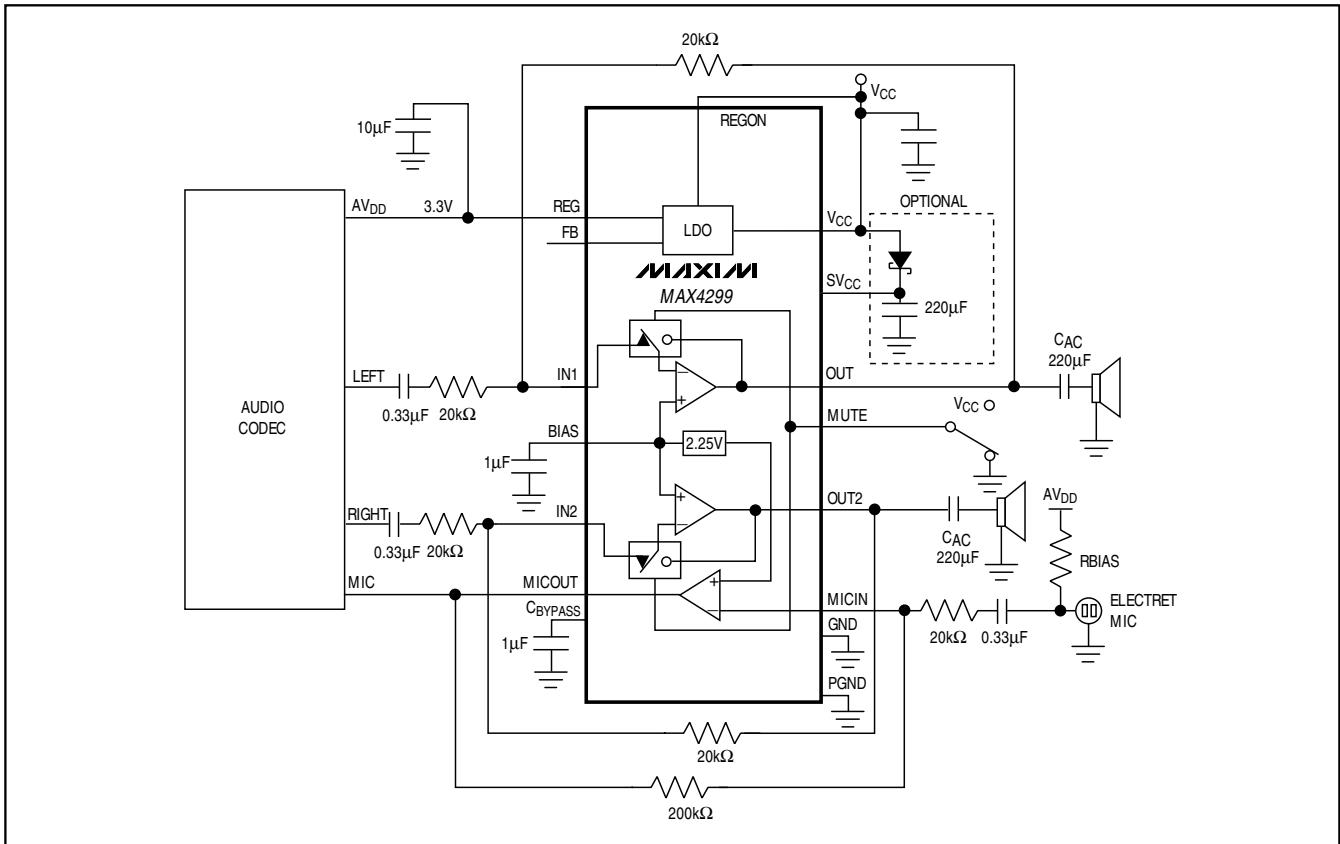 20kΩ
VCC
REGON
10µF
OPTIONAL
AVDD 3.3V
REG
LDO
VCC
FB
MAXIM
MAX4299
SVCC
220µF
CAC
220µF
LEFT
IN1
OUT
0.33µF 20kΩ
AUDIO
CODEC
VCC
MUTE
BIAS
2.25V
1µF
OUT2
AVDD
RIGHT
IN2
CAC
220µF
0.33µF 20kΩ
RBIAS
MIC
MICOUT
MICIN
ELECTRET
MIC
CBYPASS
20kΩ 0.33µF
GND
1µF
PGND
20kΩ
200kΩ